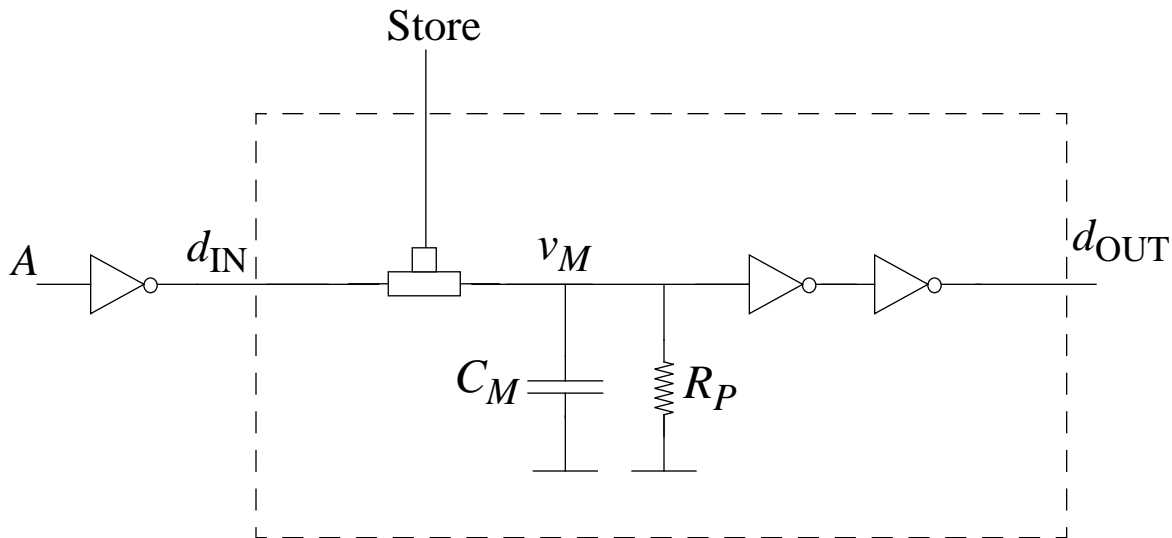 Store
A
d_IN
v_M
d_OUT
C_M
R_P